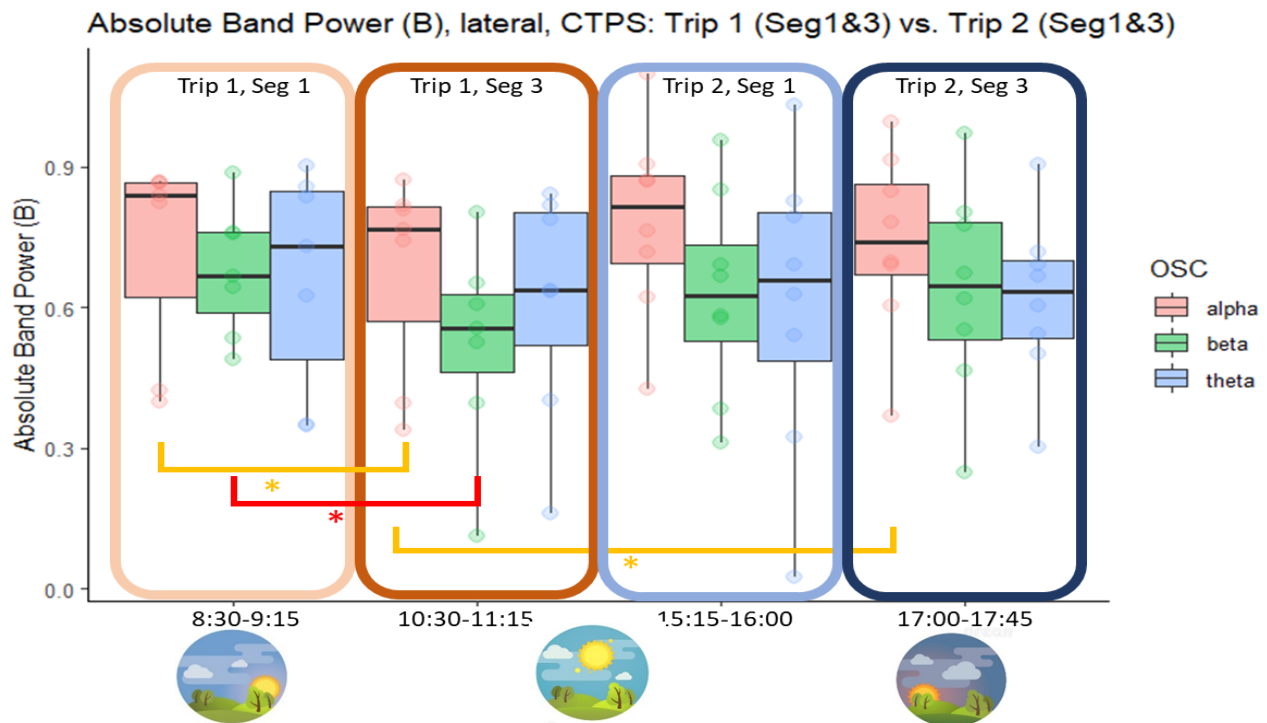 Absolute Band Power (B), lateral, CTPS: Trip 1 (Seg1&3) vs. Trip 2 (Seg1&3)
Trip 1, Seg 1
Trip 1, Seg 3
Trip 2, Seg 1
Trip 2, Seg 3
Absolute Band Power (B)
0.9
0.6
0.3
0.0
*
*
*
8:30-9:15
10:30-11:15
15:15-16:00
17:00-17:45
OSC
alpha
beta
theta